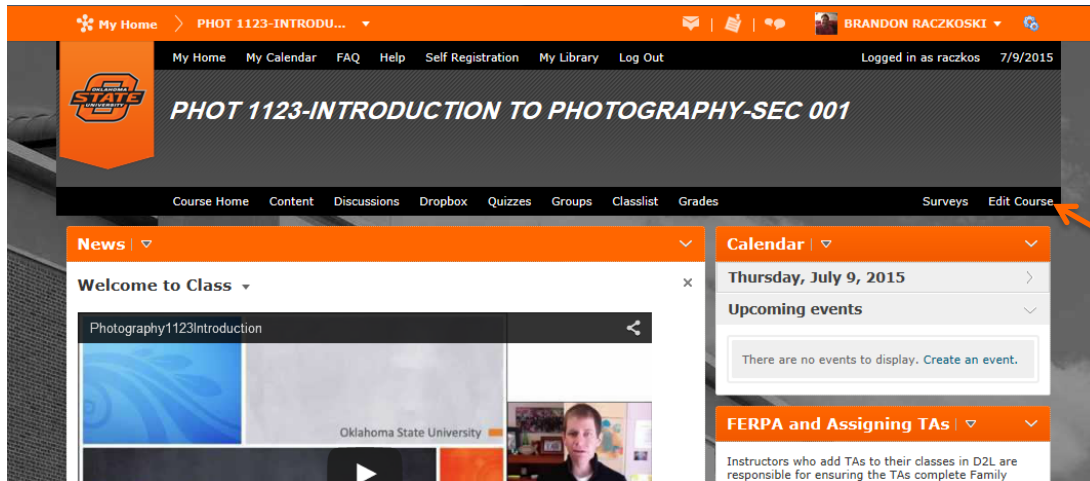 My Home PHOT 1123-INTRODU... BRANDON RACZKOSKI
My Home My Calendar FAQ Help Self Registration My Library Log Out Logged in as raczkos 7/9/2015
OKLAHOMA
STATE
UNIVERSITY
PHOT 1123-INTRODUCTION TO PHOTOGRAPHY-SEC 001
Course Home Content Discussions Dropbox Quizzes Groups Classlist Grades Surveys Edit Course
News
Welcome to Class
Photography1123Introduction
Oklahoma State University
Calendar
Thursday, July 9, 2015
Upcoming events
There are no events to display. Create an event.
FERPA and Assigning TAs
Instructors who add TAs to their classes in D2L are
responsible for ensuring the TAs complete Family